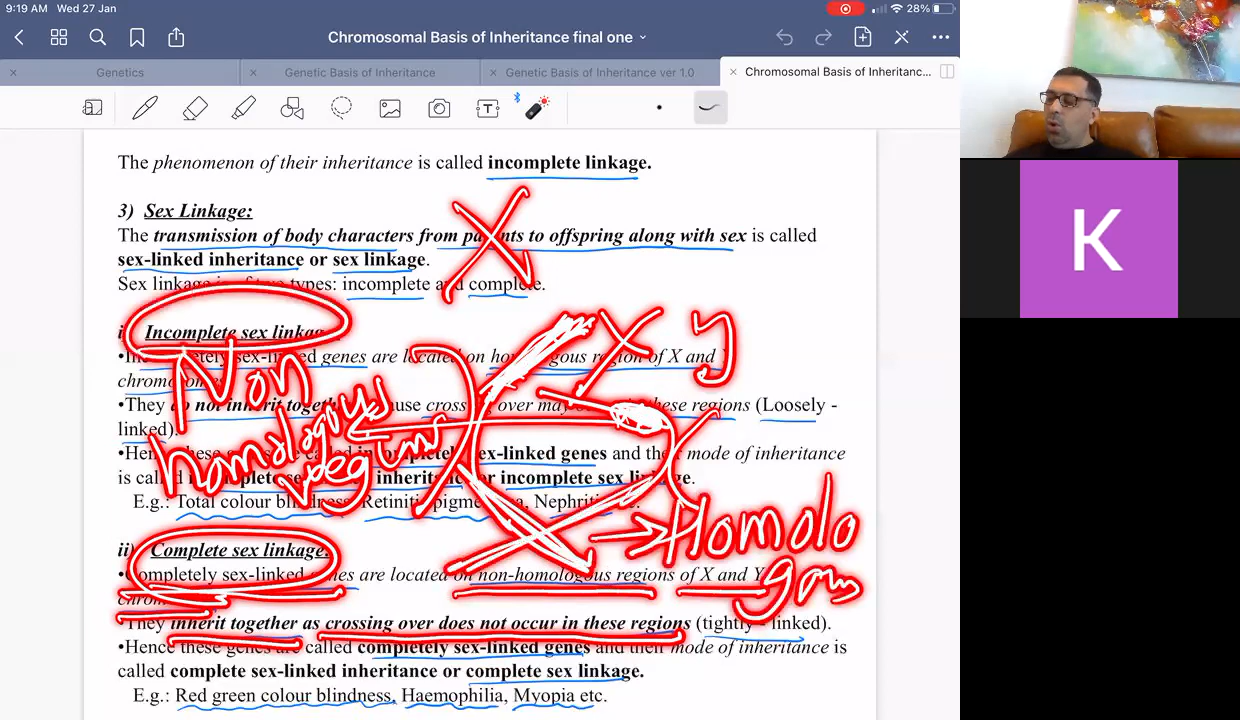 9:19 AM Wed 27 Jan
28%
Chromosomal Basis of Inheritance final one
Genetics
Genetic Basis of Inheritance
Genetic Basis of Inheritance ver 1.0
Chromosomal Basis of Inheritanc...
The phenomenon of their inheritance is called incomplete linkage.
3) Sex Linkage:
The transmission of body characters from parents to offspring along with sex is called
sex-linked inheritance or sex linkage.
Sex linkage is of two types: incomplete and complete.
X
i) Incomplete sex linkage:
•Incompletely sex-linked genes are located on homologous region of X and Y
chromosomes.
X y
Non
homologous
regions
•They do not inherit together because crossing over may occur in these regions (Loosely -
linked).
•Hence these genes are called incompletely sex-linked genes and their mode of inheritance
is called incomplete sex-linked inheritance or incomplete sex linkage.
E.g.: Total colour blindness, Retinitis pigmentosa, Nephritis etc.
Homolo
gous
ii) Complete sex linkage:
•Completely sex-linked genes are located on non-homologous regions of X and Y
chromosomes.
•They inherit together as crossing over does not occur in these regions (tightly - linked).
•Hence these genes are called completely sex-linked genes and their mode of inheritance is
called complete sex-linked inheritance or complete sex linkage.
E.g.: Red green colour blindness, Haemophilia, Myopia etc.
K